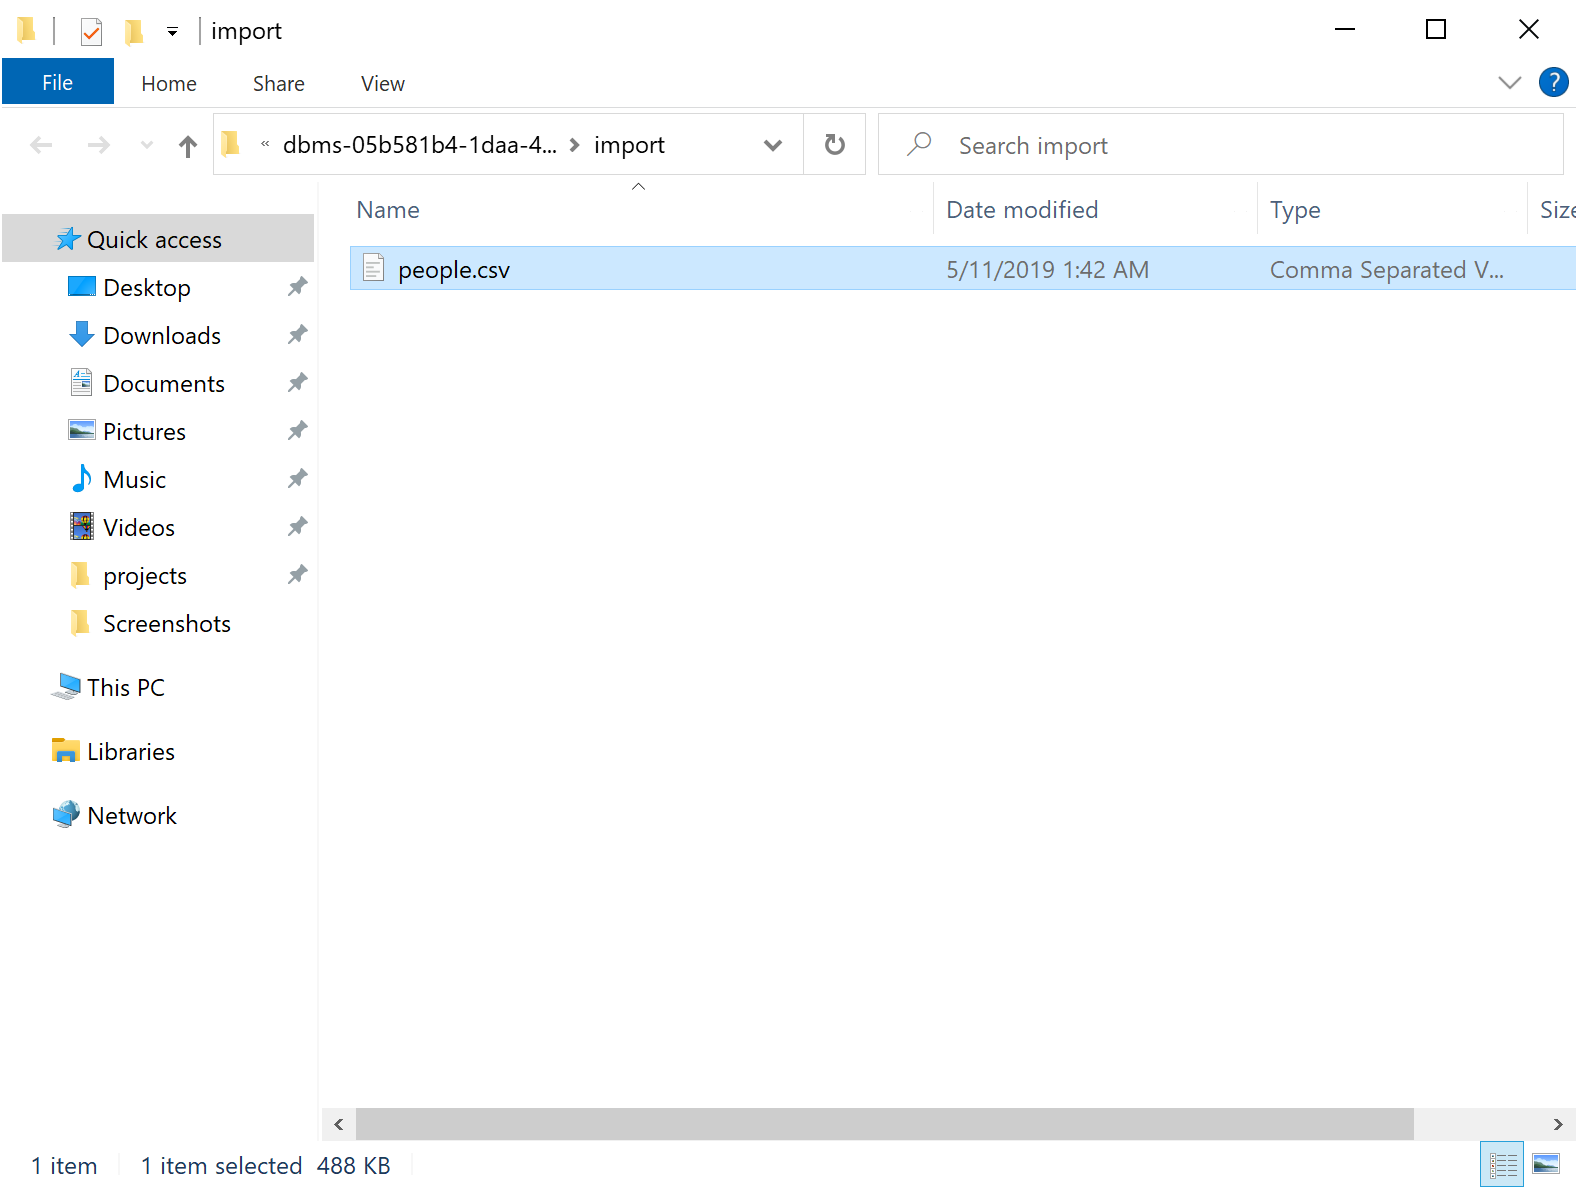 import
File Home Share View ?
« dbms-05b581b4-1daa-4... > import Search import
Name Date modified Type Size
Quick access people.csv 5/11/2019 1:42 AM Comma Separated V...
Desktop
Downloads
Documents
Pictures
Music
Videos
projects
Screenshots
This PC
Libraries
Network
1 item 1 item selected 488 KB